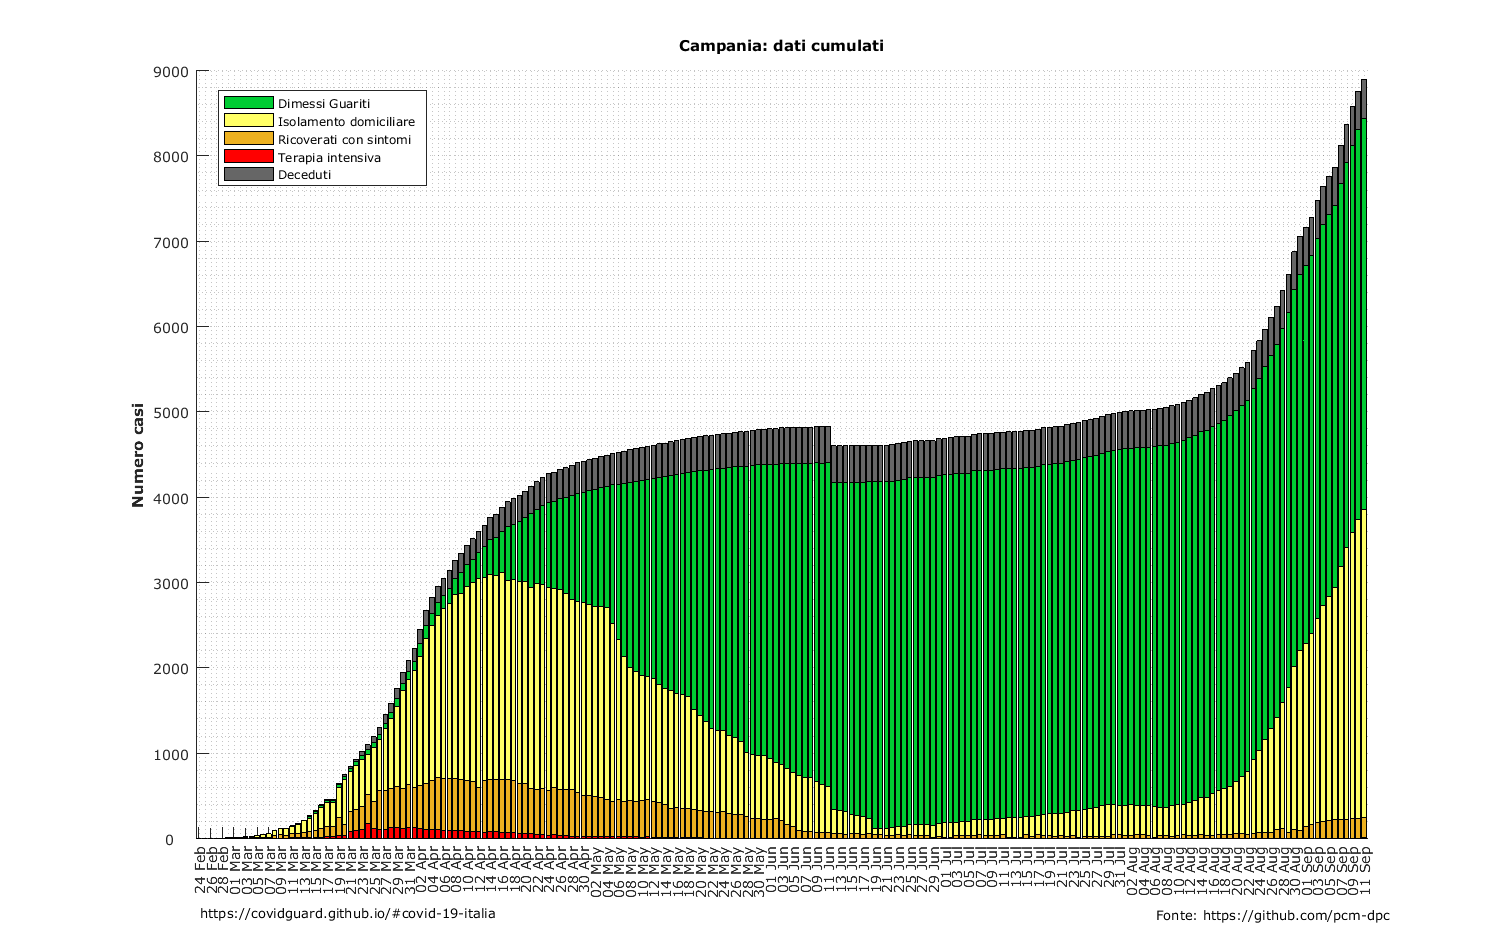 Campania: dati cumulati
9000
8000
7000
6000
5000
4000
3000
2000
1000
0
Numero casi
Dimessi Guariti
Isolamento domiciliare
Ricoverati con sintomi
Terapia intensiva
Deceduti
24 Feb
26 Feb
28 Feb
01 Mar
03 Mar
05 Mar
07 Mar
09 Mar
11 Mar
13 Mar
15 Mar
17 Mar
19 Mar
21 Mar
23 Mar
25 Mar
27 Mar
29 Mar
31 Mar
02 Apr
04 Apr
06 Apr
08 Apr
10 Apr
12 Apr
14 Apr
16 Apr
18 Apr
20 Apr
22 Apr
24 Apr
26 Apr
28 Apr
30 Apr
02 May
04 May
06 May
08 May
10 May
12 May
14 May
16 May
18 May
20 May
22 May
24 May
26 May
28 May
30 May
01 Jun
03 Jun
05 Jun
07 Jun
09 Jun
11 Jun
13 Jun
15 Jun
17 Jun
19 Jun
21 Jun
23 Jun
25 Jun
27 Jun
29 Jun
01 Jul
03 Jul
05 Jul
07 Jul
09 Jul
11 Jul
13 Jul
15 Jul
17 Jul
19 Jul
21 Jul
23 Jul
25 Jul
27 Jul
29 Jul
31 Jul
02 Aug
04 Aug
06 Aug
08 Aug
10 Aug
12 Aug
14 Aug
16 Aug
18 Aug
20 Aug
22 Aug
24 Aug
26 Aug
28 Aug
30 Aug
01 Sep
03 Sep
05 Sep
07 Sep
09 Sep
11 Sep
https://covidguard.github.io/#covid-19-italia
Fonte: https://github.com/pcm-dpc